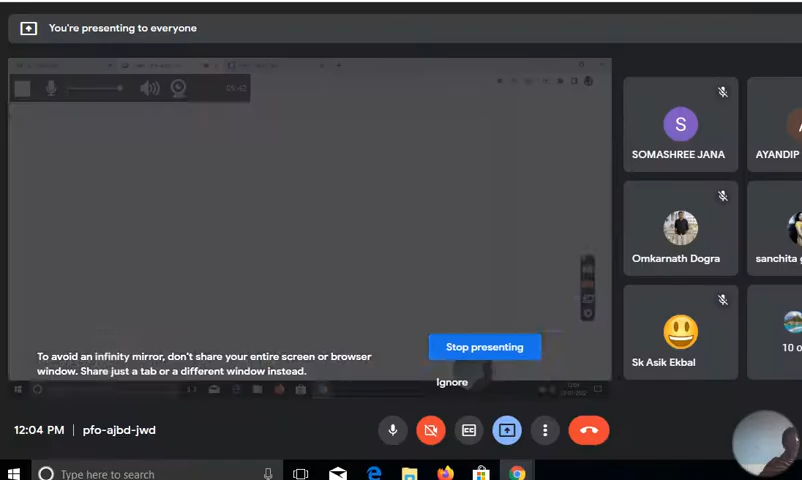 You're presenting to everyone
S
SOMASHREE JANA
AYANDIP
Omkarnath Dogra
sanchita g
Sk Asik Ekbal
10 o
To avoid an infinity mirror, don't share your entire screen or browser
window. Share just a tab or a different window instead.
Stop presenting
Ignore
12:04 PM | pfo-ajbd-jwd
Type here to search